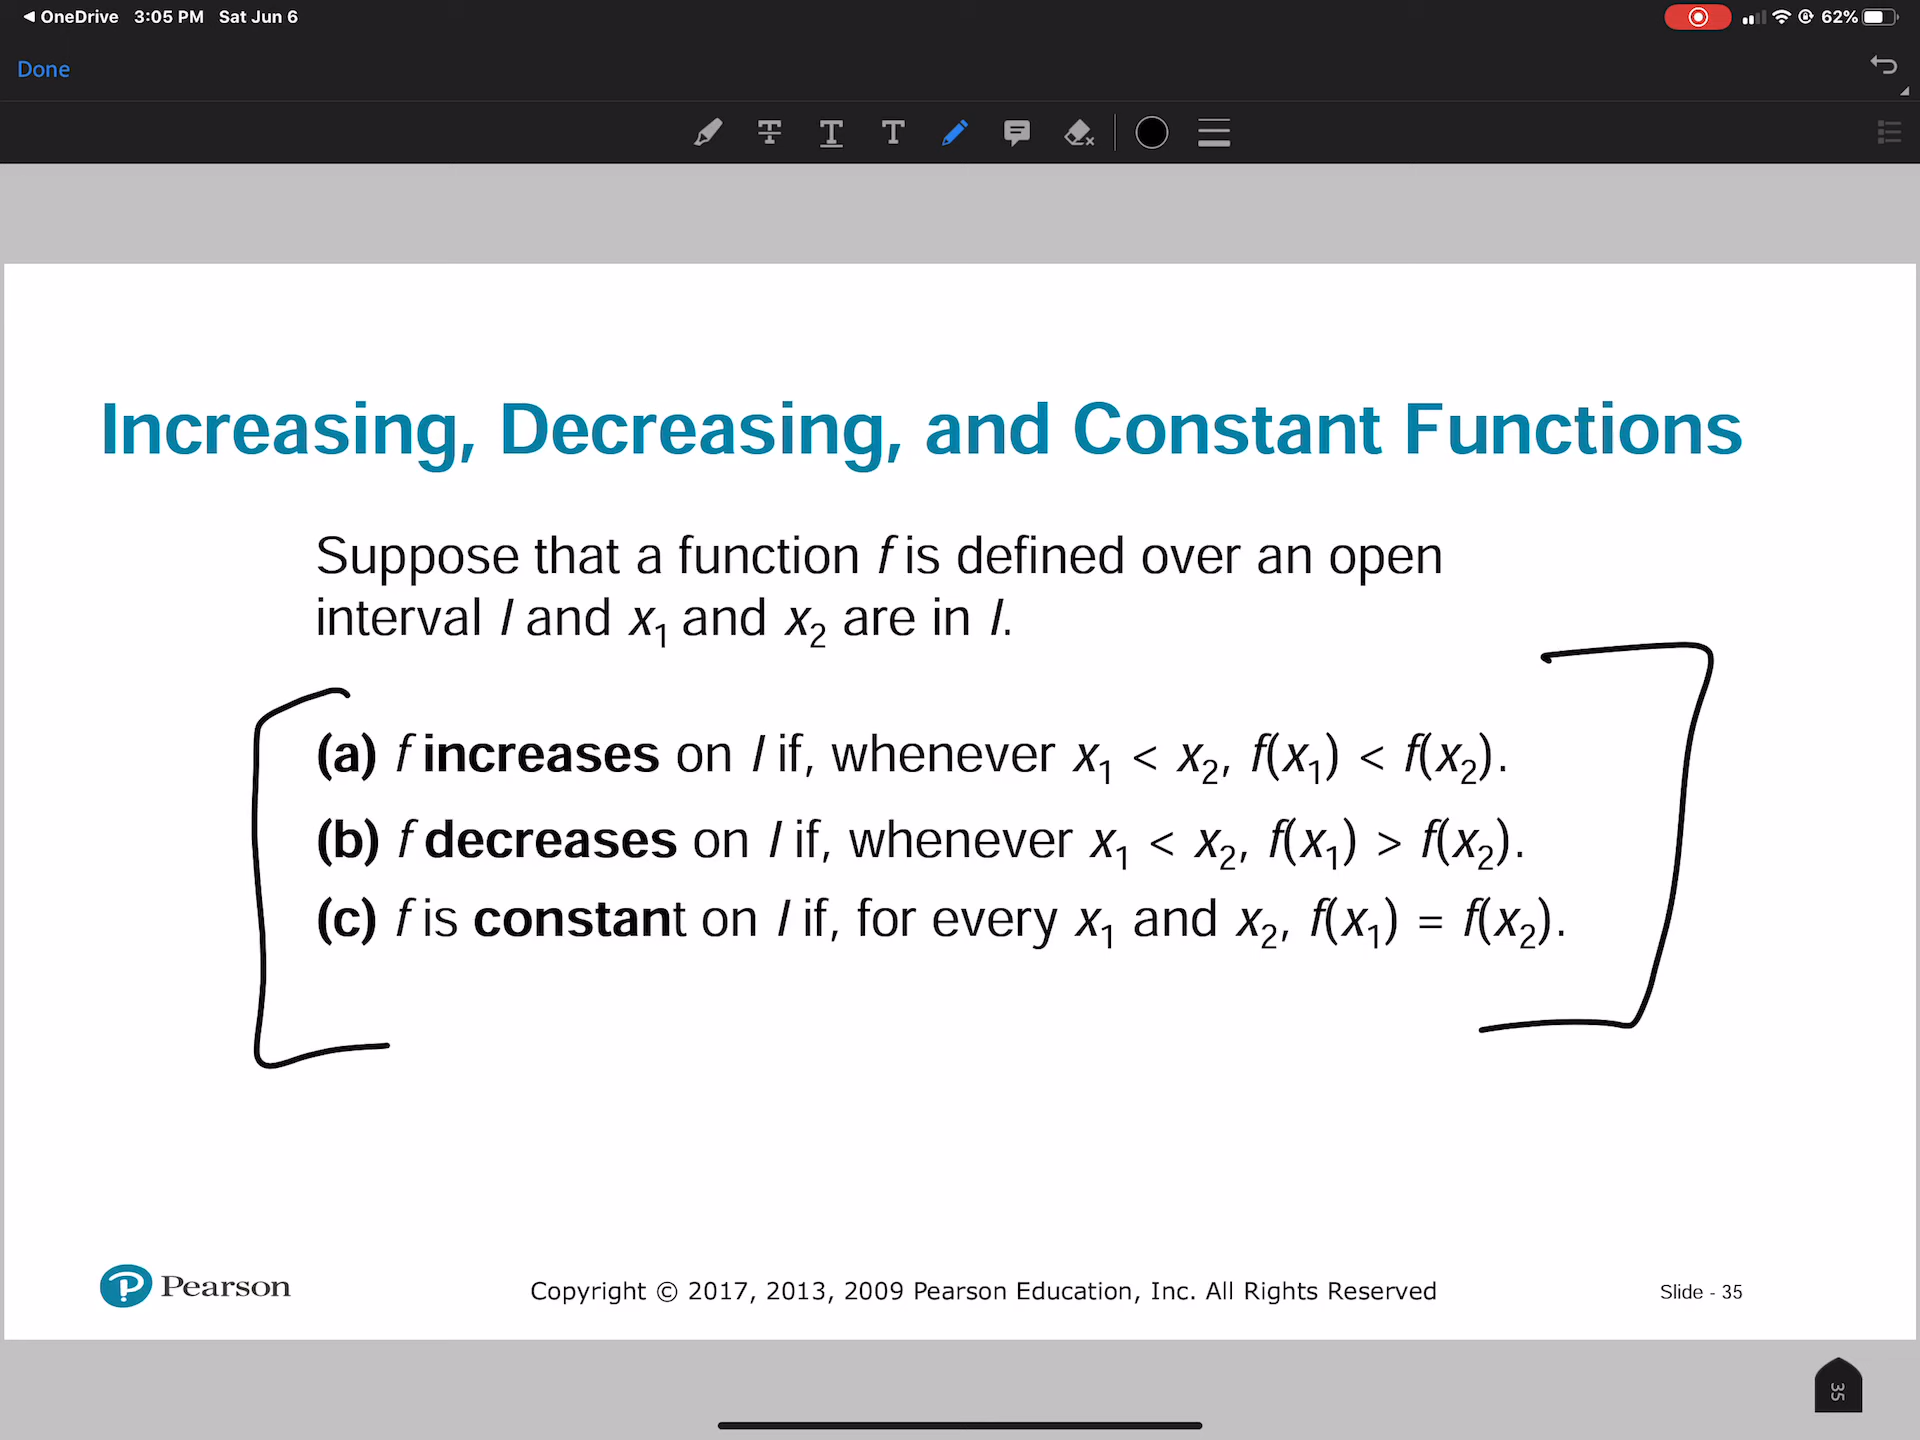 ◄ OneDrive 3:05 PM Sat Jun 6 62%
Done
T T T
Increasing, Decreasing, and Constant Functions
Suppose that a function f is defined over an open
interval I and x₁ and x₂ are in I.
(a) f increases on I if, whenever x₁ < x₂, f(x₁) < f(x₂).
(b) f decreases on I if, whenever x₁ < x₂, f(x₁) > f(x₂).
(c) f is constant on I if, for every x₁ and x₂, f(x₁) = f(x₂).
Pearson Copyright © 2017, 2013, 2009 Pearson Education, Inc. All Rights Reserved Slide - 35
35